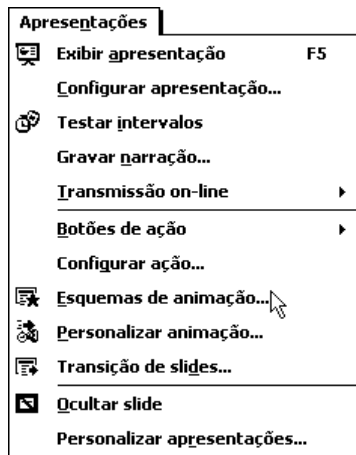 Apresentações
Exibir apresentação F5
Configurar apresentação...
Testar intervalos
Gravar narração...
Transmissão on-line
Botões de ação
Configurar ação...
Esquemas de animação...
Personalizar animação...
Transição de slides...
Ocultar slide
Personalizar apresentações...